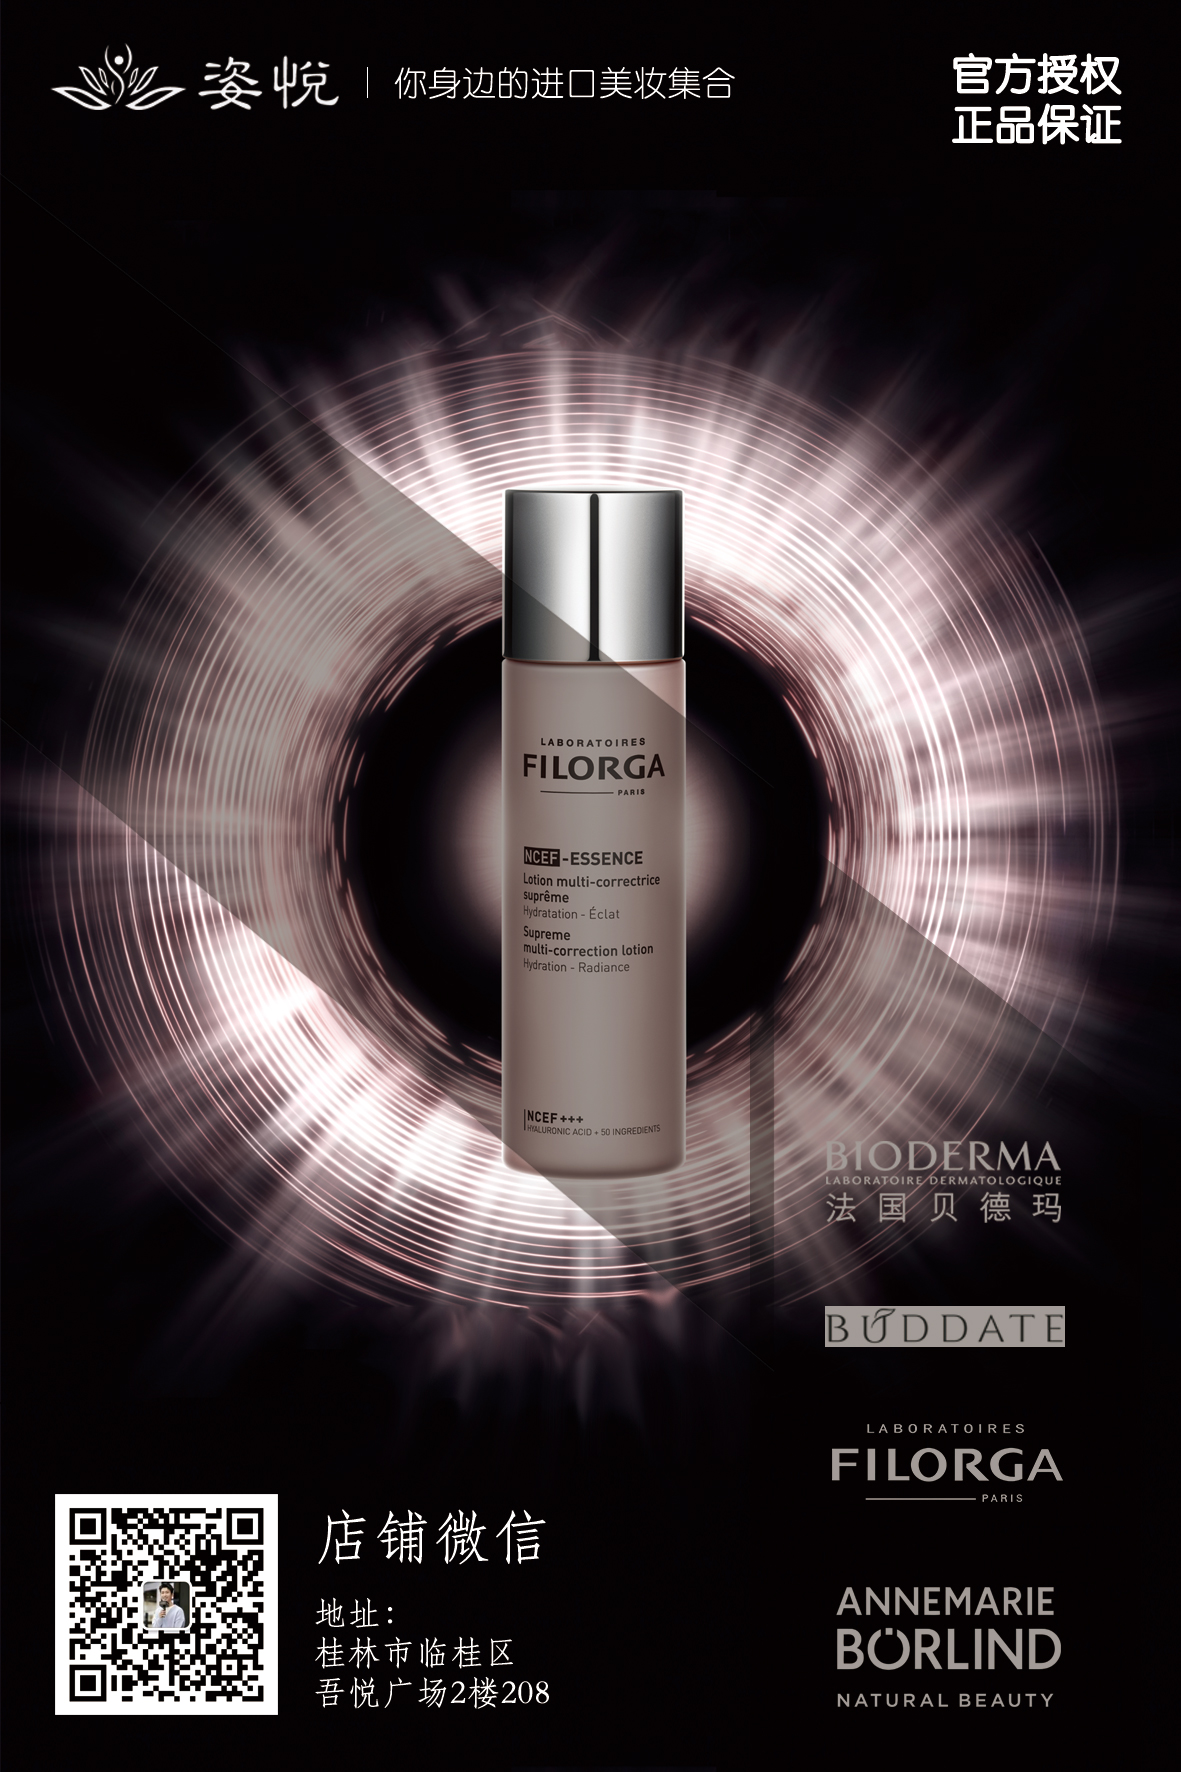 姿悦 | 你身边的进口美妆集合
官方授权
正品保证
LABORATOIRES
FILORGA
PARIS
NCEF-ESSENCE
Lotion multi-correctrice
suprême
Hydratation - Éclat
Supreme
multi-correction lotion
Hydration - Radiance
NCEF+++
HYALURONIC ACID + 50 INGREDIENTS
BIODERMA
LABORATOIRE DERMATOLOGIQUE
法国贝德玛
BUDDATE
LABORATOIRES
FILORGA
PARIS
ANNEMARIE
BÖRLIND
NATURAL BEAUTY
店铺微信
地址：
桂林市临桂区
吾悦广场2楼208